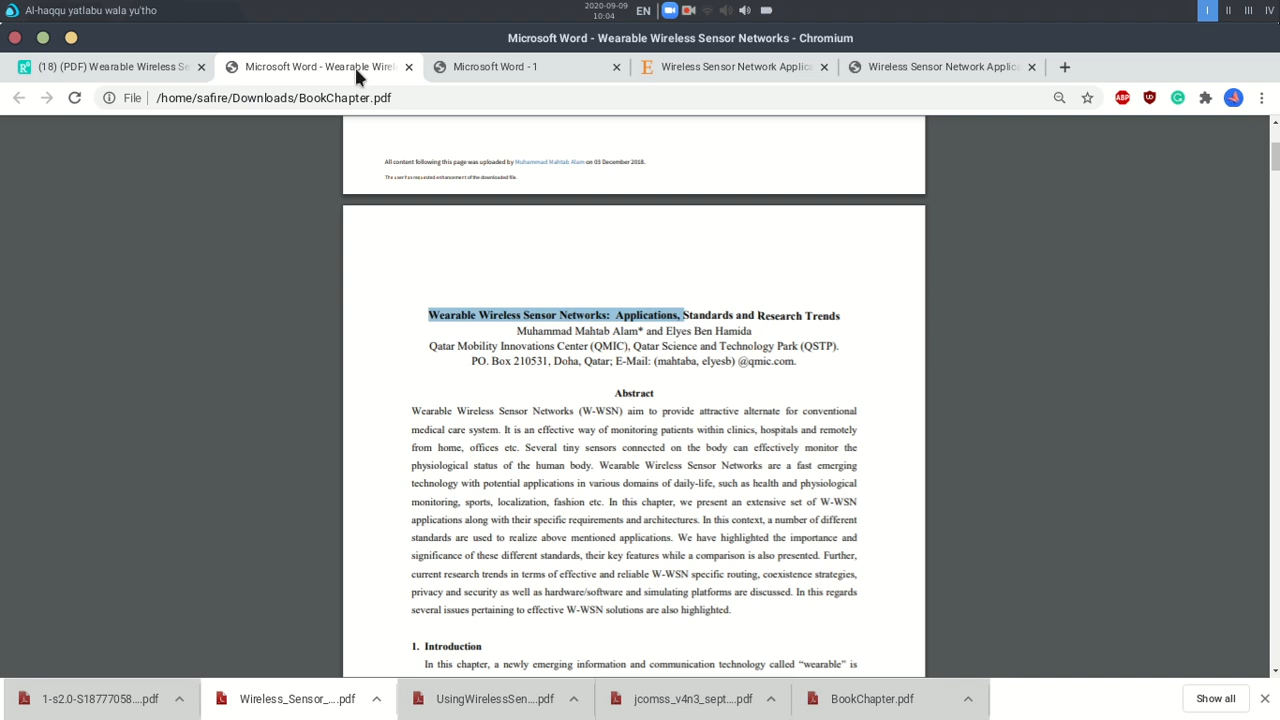 Al-haqqu yatlabu wala yu'tho
2020-09-09
10:04
EN
I II III IV
Microsoft Word - Wearable Wireless Sensor Networks - Chromium
(18) (PDF) Wearable Wireless Se
Microsoft Word - Wearable Wirel
Microsoft Word - 1
Wireless Sensor Network Applic
Wireless Sensor Network Applic
File /home/safire/Downloads/BookChapter.pdf
ABP
All content following this page was uploaded by Muhammad Mahtab Alam on 03 December 2018.
The user has requested enhancement of the downloaded file.
Wearable Wireless Sensor Networks: Applications, Standards and Research Trends
Muhammad Mahtab Alam* and Elyes Ben Hamida
Qatar Mobility Innovations Center (QMIC), Qatar Science and Technology Park (QSTP).
PO. Box 210531, Doha, Qatar; E-Mail: (mahtaba, elyesb) @qmic.com.
Abstract
Wearable Wireless Sensor Networks (W-WSN) aim to provide attractive alternate for conventional
medical care system. It is an effective way of monitoring patients within clinics, hospitals and remotely
from home, offices etc. Several tiny sensors connected on the body can effectively monitor the
physiological status of the human body. Wearable Wireless Sensor Networks are a fast emerging
technology with potential applications in various domains of daily-life, such as health and physiological
monitoring, sports, localization, fashion etc. In this chapter, we present an extensive set of W-WSN
applications along with their specific requirements and architectures. In this context, a number of different
standards are used to realize above mentioned applications. We have highlighted the importance and
significance of these different standards, their key features while a comparison is also presented. Further,
current research trends in terms of effective and reliable W-WSN specific routing, coexistence strategies,
privacy and security as well as hardware/software and simulating platforms are discussed. In this regards
several issues pertaining to effective W-WSN solutions are also highlighted.
1. Introduction
In this chapter, a newly emerging information and communication technology called “wearable” is
1-s2.0-S18777058....pdf
Wireless_Sensor_....pdf
UsingWirelessSen....pdf
jcomss_v4n3_sept....pdf
BookChapter.pdf
Show all